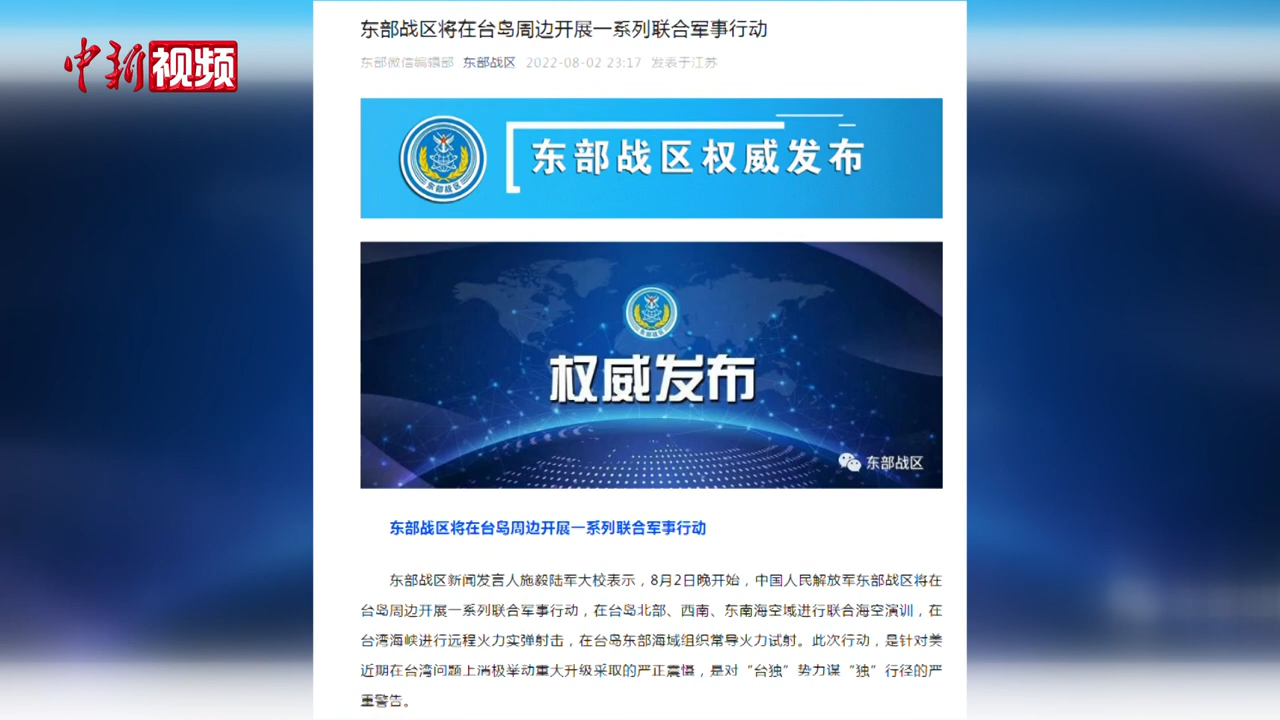 中新视频
东部战区将在台岛周边开展一系列联合军事行动
东部微信编辑部 东部战区 2022-08-02 23:17 发表于江苏
东部战区
东部战区权威发布
东部战区
权威发布
东部战区
东部战区将在台岛周边开展一系列联合军事行动
东部战区新闻发言人施毅陆军大校表示，8月2日晚开始，中国人民解放军东部战区将在
台岛周边开展一系列联合军事行动，在台岛北部、西南、东南海空域进行联合海空演训，在
台湾海峡进行远程火力实弹射击，在台岛东部海域组织常导火力试射。此次行动，是针对美
近期在台湾问题上消极举动重大升级采取的严正震慑，是对“台独”势力谋“独”行径的严
重警告。